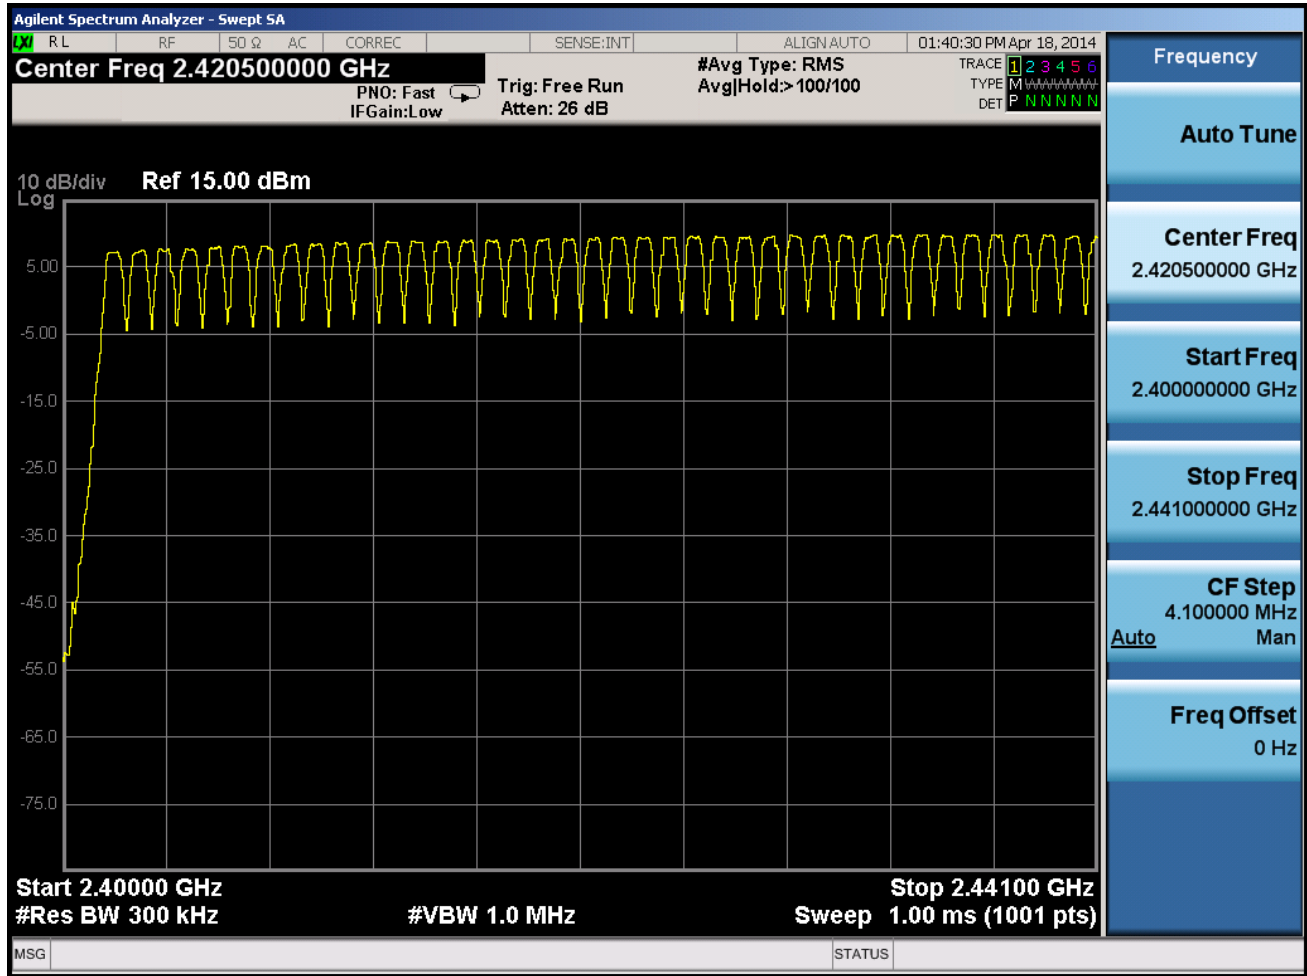 Agilent Spectrum Analyzer - Swept SA
LXI RL RF 50 Ω AC CORREC SENSE:INT ALIGN AUTO 01:40:30 PM Apr 18, 2014
Center Freq 2.420500000 GHz
PNO: Fast
IFGain:Low
Trig: Free Run
Atten: 26 dB
#Avg Type: RMS
Avg|Hold:>100/100
TRACE 1 2 3 4 5 6
TYPE M WWWWW
DET P N N N N N
10 dB/div
Log
Ref 15.00 dBm
5.00
-5.00
-15.0
-25.0
-35.0
-45.0
-55.0
-65.0
-75.0
Start 2.40000 GHz
Stop 2.44100 GHz
#Res BW 300 kHz
#VBW 1.0 MHz
Sweep 1.00 ms (1001 pts)
MSG
STATUS
Frequency
Auto Tune
Center Freq
2.420500000 GHz
Start Freq
2.400000000 GHz
Stop Freq
2.441000000 GHz
CF Step
4.100000 MHz
Auto Man
Freq Offset
0 Hz